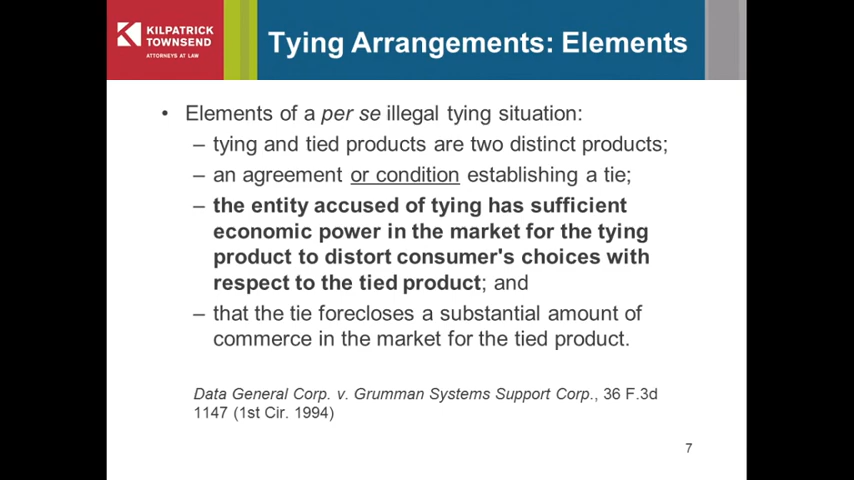 KILPATRICK
TOWNSEND
ATTORNEYS AT LAW
Tying Arrangements: Elements
• Elements of a per se illegal tying situation:
– tying and tied products are two distinct products;
– an agreement or condition establishing a tie;
– the entity accused of tying has sufficient
economic power in the market for the tying
product to distort consumer's choices with
respect to the tied product; and
– that the tie forecloses a substantial amount of
commerce in the market for the tied product.
Data General Corp. v. Grumman Systems Support Corp., 36 F.3d
1147 (1st Cir. 1994)
7